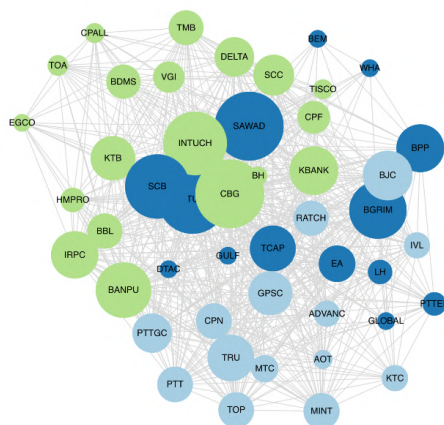 TMB
CPALL
BEM
DELTA
TOA
VGI
SCC
WHA
BDMS
TISCO
CPF
EGCO
SAWAD
INTUCH
BPP
KTB
KBANK
BJC
BH
SCB
CBG
HMPRO
BGRIM
RATCH
BBL
IVL
TCAP
IRPC
GULF
EA
DTAC
LH
BANPU
GPSC
ADVANC
GLOBAL
CPN
PTTGC
TRU
AOT
MTC
KTC
PTT
TOP
MINT